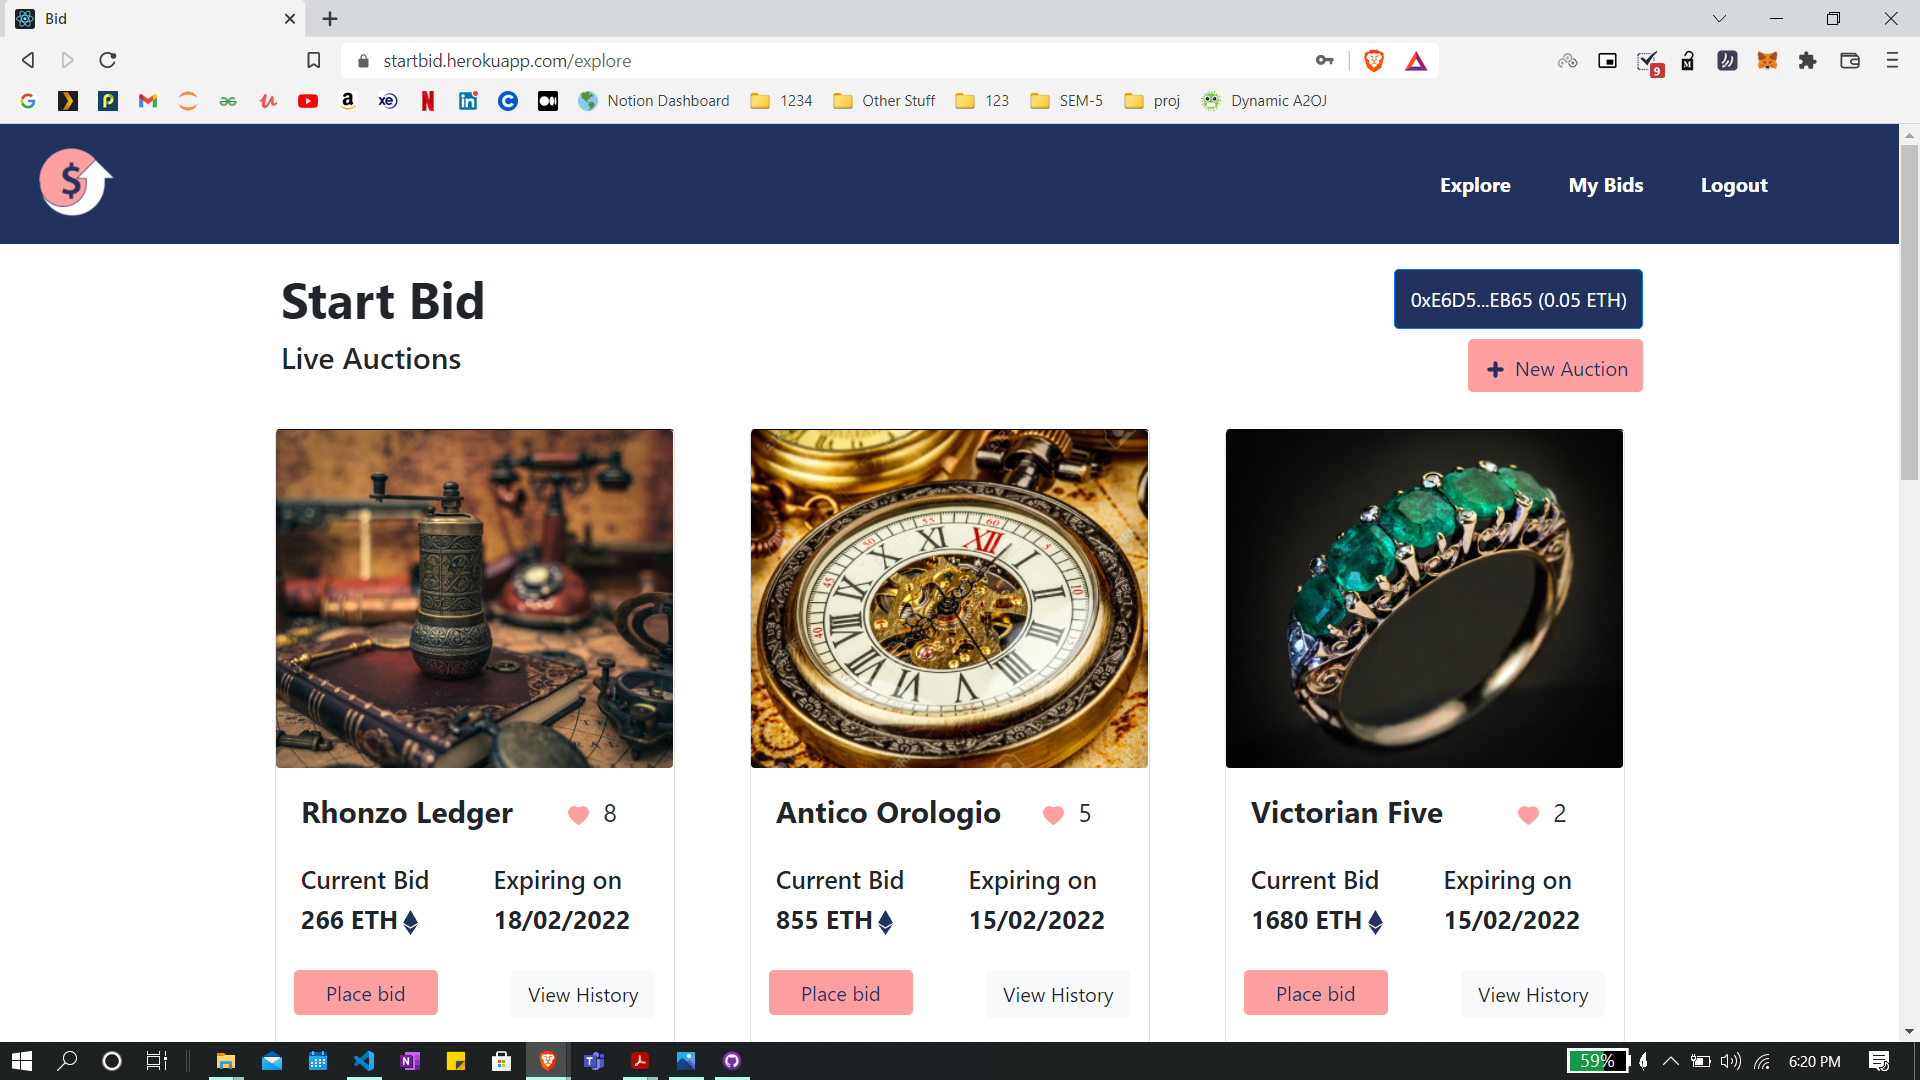 Bid
startbid.herokuapp.com/explore
9
Notion Dashboard
1234
Other Stuff
123
SEM-5
proj
Dynamic A2OJ
$
Explore
My Bids
Logout
Start Bid
0xE6D5...EB65 (0.05 ETH)
Live Auctions
New Auction
Rhonzo Ledger
8
Antico Orologio
5
Victorian Five
2
Current Bid
Expiring on
266 ETH
18/02/2022
Current Bid
Expiring on
855 ETH
15/02/2022
Current Bid
Expiring on
1680 ETH
15/02/2022
Place bid
View History
Place bid
View History
Place bid
View History
59%
6:20 PM